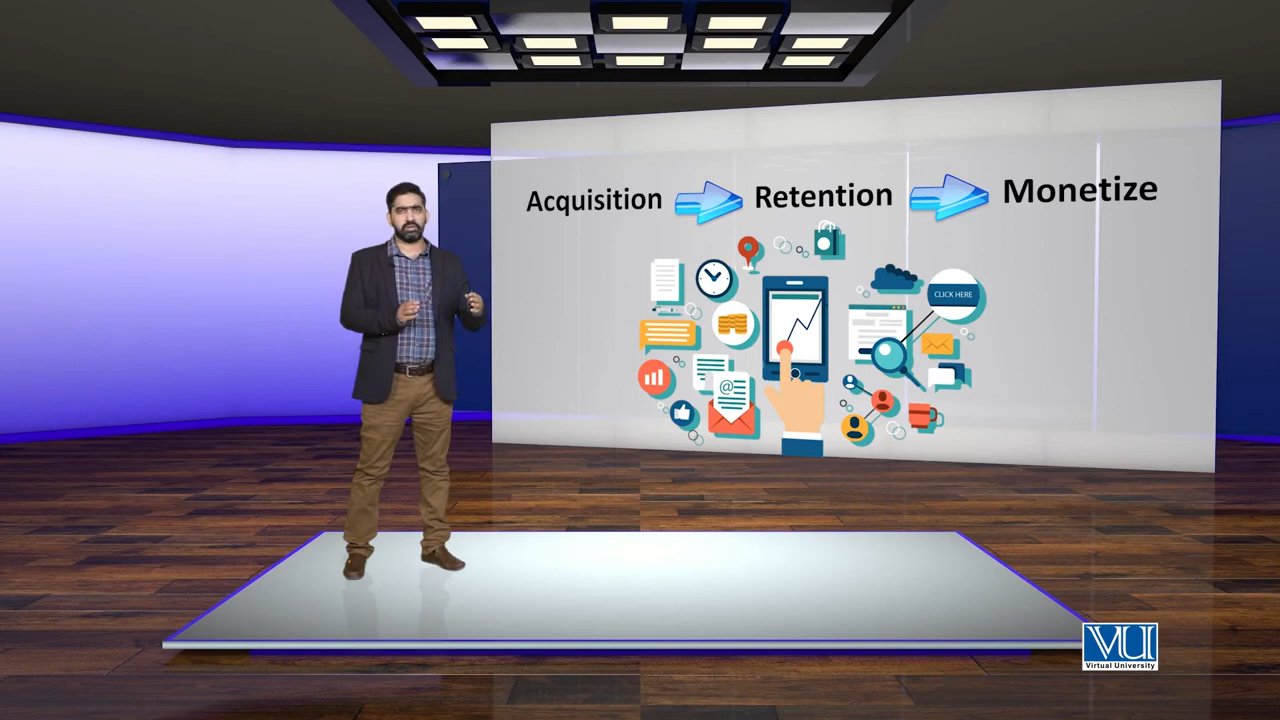 Acquisition Retention Monetize
CLICK HERE
@
VU
Virtual University